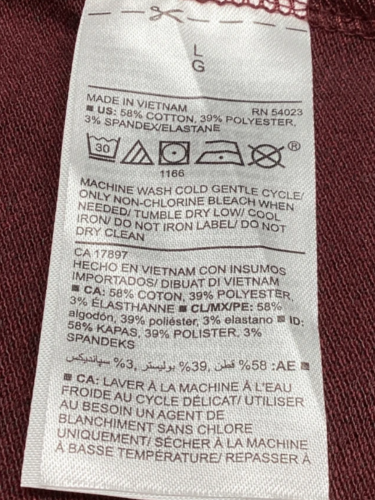 L
G
MADE IN VIETNAM RN 54023
■ US: 58% COTTON, 39% POLYESTER,
3% SPANDEX/ELASTANE
30
®
1166
MACHINE WASH COLD GENTLE CYCLE/
ONLY NON-CHLORINE BLEACH WHEN
NEEDED/ TUMBLE DRY LOW/ COOL
IRON/ DO NOT IRON LABEL/ DO NOT
DRY CLEAN
CA 17897
HECHO EN VIETNAM CON INSUMOS
IMPORTADOS/ DIBUAT DI VIETNAM
■ CA: 58% COTON, 39% POLYESTER,
3% ÉLASTHANNE ■ CL/MX/PE: 58%
algodón, 39% poliéster, 3% elastano ■ ID:
58% KAPAS, 39% POLISTER, 3%
SPANDEKS
■ AE: 58% قطن, 39% بوليستر, 3% سباندیكس
■ CA: LAVER À LA MACHINE À L'EAU
FROIDE AU CYCLE DÉLICAT/ UTILISER
AU BESOIN UN AGENT DE
BLANCHIMENT SANS CHLORE
UNIQUEMENT/ SÉCHER À LA MACHINE
À BASSE TEMPÉRATURE/ REPASSER À